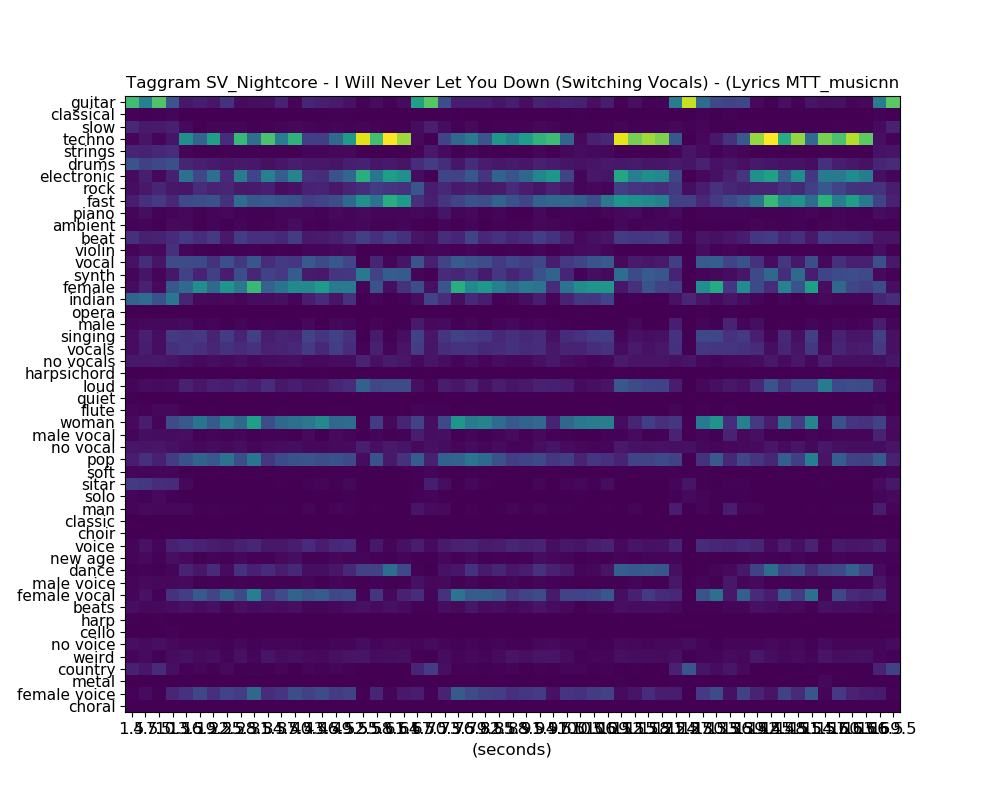 Taggram SV_Nightcore - I Will Never Let You Down (Switching Vocals) - (Lyrics MTT_musicnn
guitar
classical
slow
techno
strings
drums
electronic
rock
fast
piano
ambient
beat
violin
vocal
synth
female
indian
opera
male
singing
vocals
no vocals
harpsichord
loud
quiet
flute
woman
male vocal
no vocal
pop
soft
sitar
solo
man
classic
choir
voice
new age
dance
male voice
female vocal
beats
harp
cello
no voice
weird
country
metal
female voice
choral
(seconds)